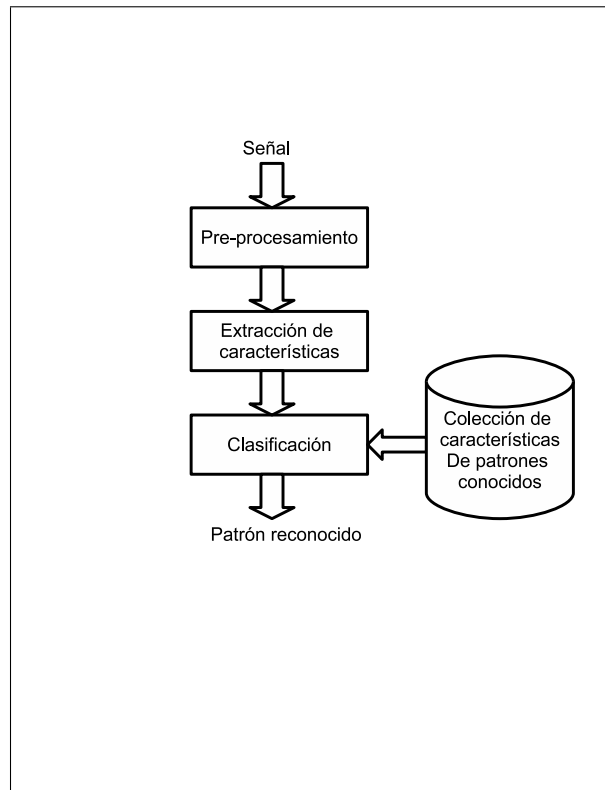 Señal
Pre-procesamiento
Extracción de
características
Clasificación
Colección de
características
De patrones
conocidos
Patrón reconocido